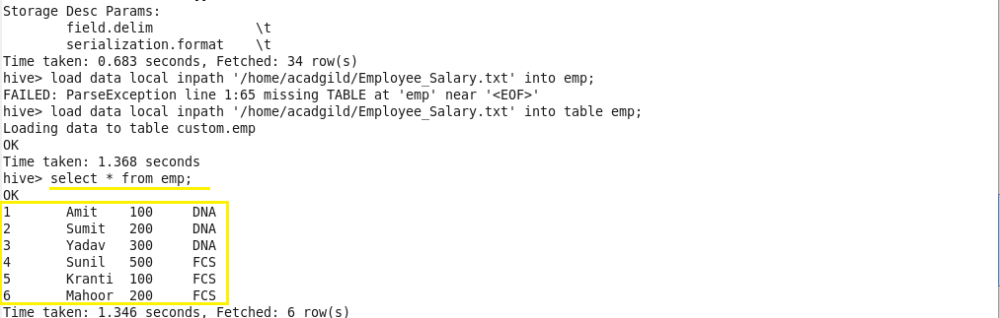 Storage Desc Params:
field.delim \t
serialization.format \t
Time taken: 0.683 seconds, Fetched: 34 row(s)
hive> load data local inpath '/home/acadgild/Employee_Salary.txt' into emp;
FAILED: ParseException line 1:65 missing TABLE at 'emp' near '<EOF>'
hive> load data local inpath '/home/acadgild/Employee_Salary.txt' into table emp;
Loading data to table custom.emp
OK
Time taken: 1.368 seconds
hive> select * from emp;
OK
1 Amit 100 DNA
2 Sumit 200 DNA
3 Yadav 300 DNA
4 Sunil 500 FCS
5 Kranti 100 FCS
6 Mahoor 200 FCS
Time taken: 1.346 seconds, Fetched: 6 row(s)